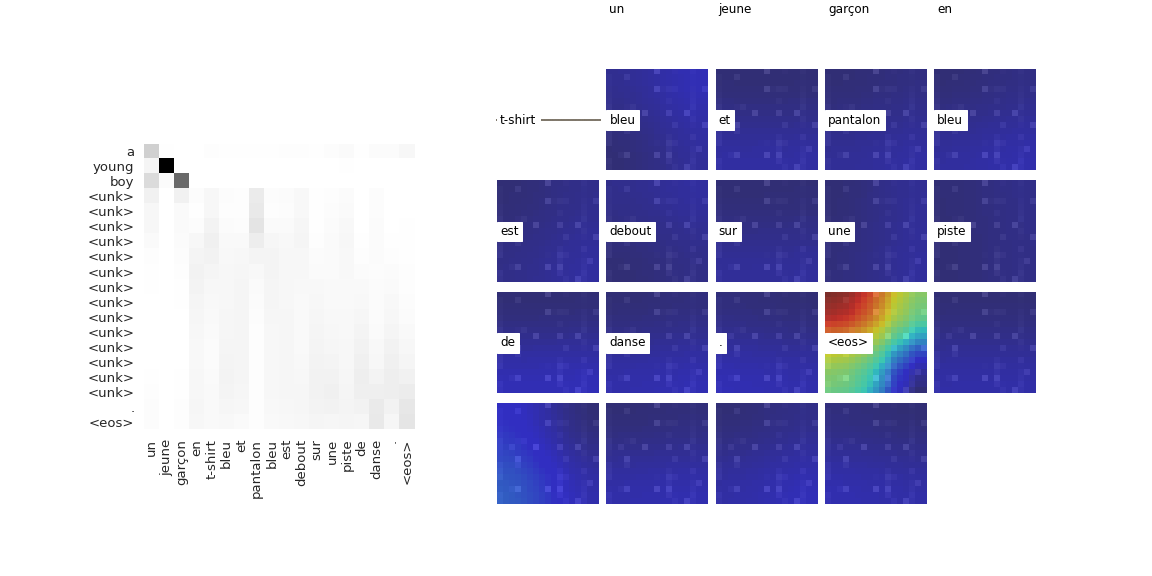 un jeune garçon en
t-shirt bleu et pantalon bleu
est debout sur une piste
de danse . <eos>
a
young
boy
<unk>
<unk>
<unk>
<unk>
<unk>
<unk>
<unk>
<unk>
<unk>
<unk>
<unk>
<unk>
<unk>
<unk>
.
<eos>
un jeune garçon en t-shirt bleu et pantalon bleu est debout sur une piste de danse . <eos>